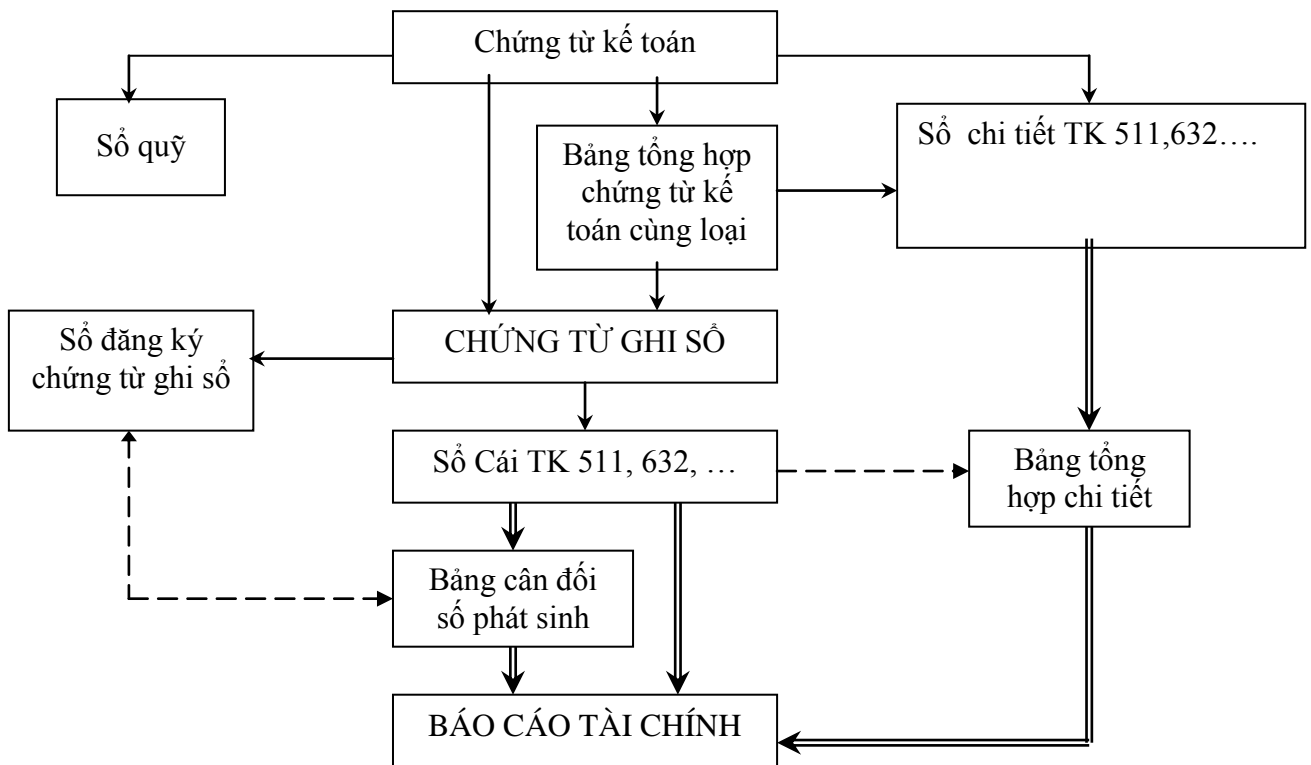 Chứng từ kế toán
Sổ quỹ
Bảng tổng hợp
chứng từ kế
toán cùng loại
Sổ chi tiết TK 511,632….
Sổ đăng ký
chứng từ ghi sổ
CHỨNG TỪ GHI SỔ
Sổ Cái TK 511, 632, …
Bảng tổng
hợp chi tiết
Bảng cân đối
số phát sinh
BÁO CÁO TÀI CHÍNH